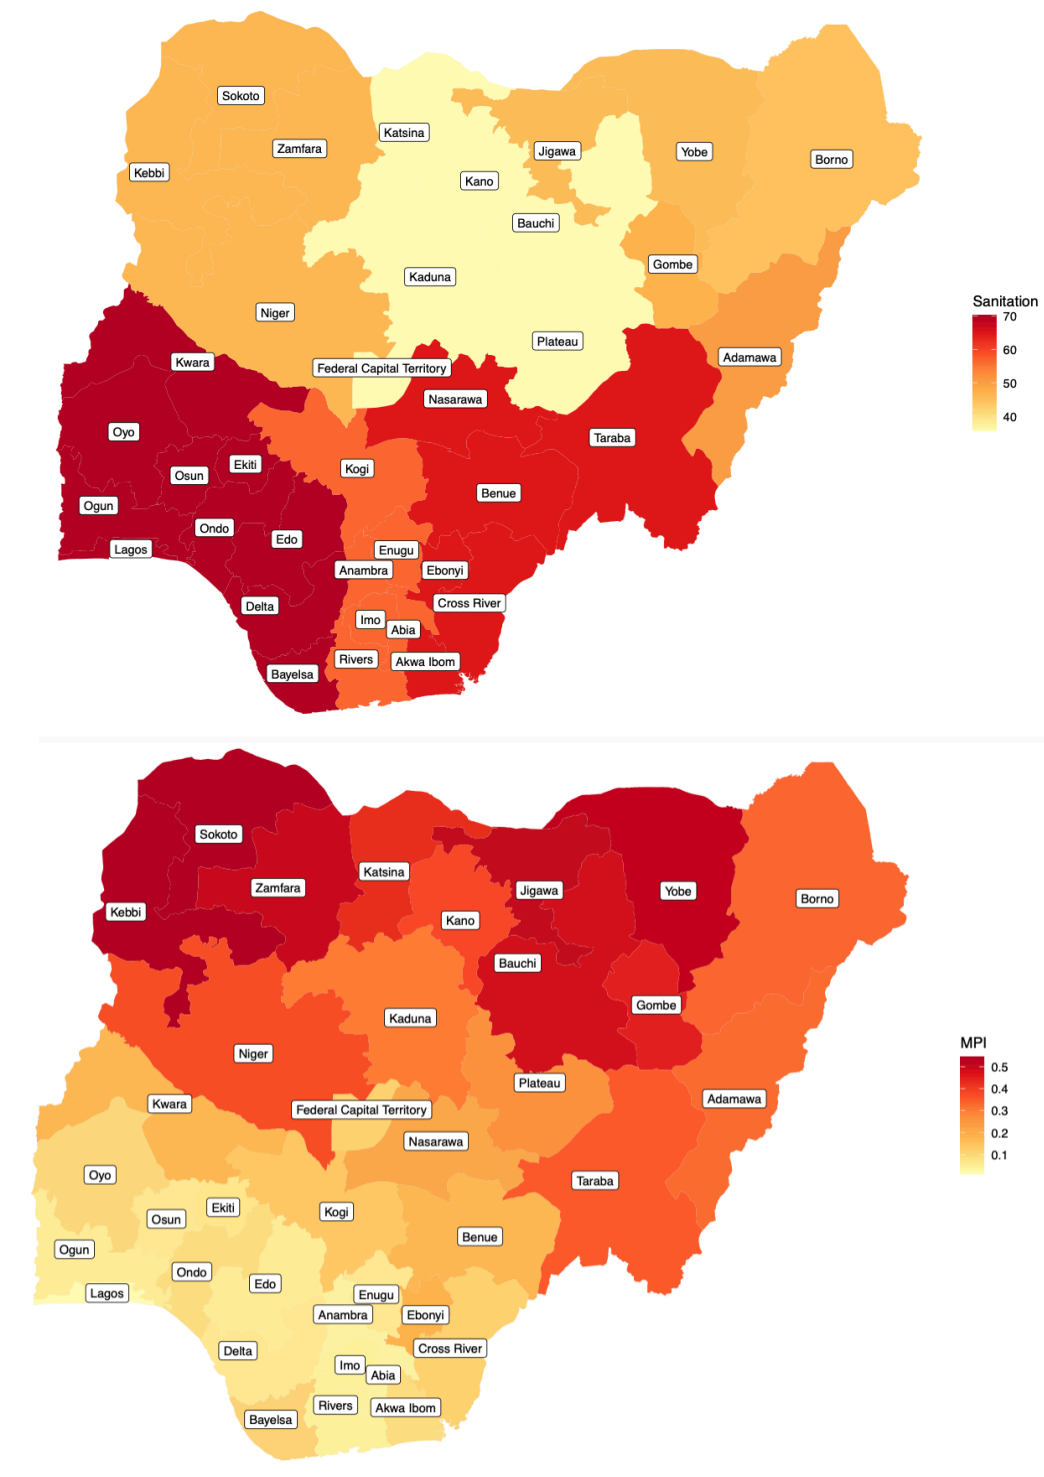 Sokoto
Katsina
Zamfara
Jigawa
Yobe
Borno
Kebbi
Kano
Bauchi
Gombe
Kaduna
Niger
Plateau
Adamawa
Kwara
Federal Capital Territory
Nasarawa
Oyo
Taraba
Ekiti
Kogi
Osun
Benue
Ogun
Ondo
Edo
Lagos
Enugu
Anambra
Ebonyi
Delta
Cross River
Imo
Abia
Rivers
Akwa Ibom
Bayelsa
Sanitation
70
60
50
40
Sokoto
Katsina
Zamfara
Jigawa
Yobe
Borno
Kebbi
Kano
Bauchi
Gombe
Kaduna
Niger
Plateau
Adamawa
Kwara
Federal Capital Territory
Nasarawa
Oyo
Taraba
Ekiti
Osun
Kogi
Benue
Ogun
Ondo
Edo
Lagos
Enugu
Anambra
Ebonyi
Delta
Cross River
Imo
Abia
Rivers
Akwa Ibom
Bayelsa
MPI
0.5
0.4
0.3
0.2
0.1